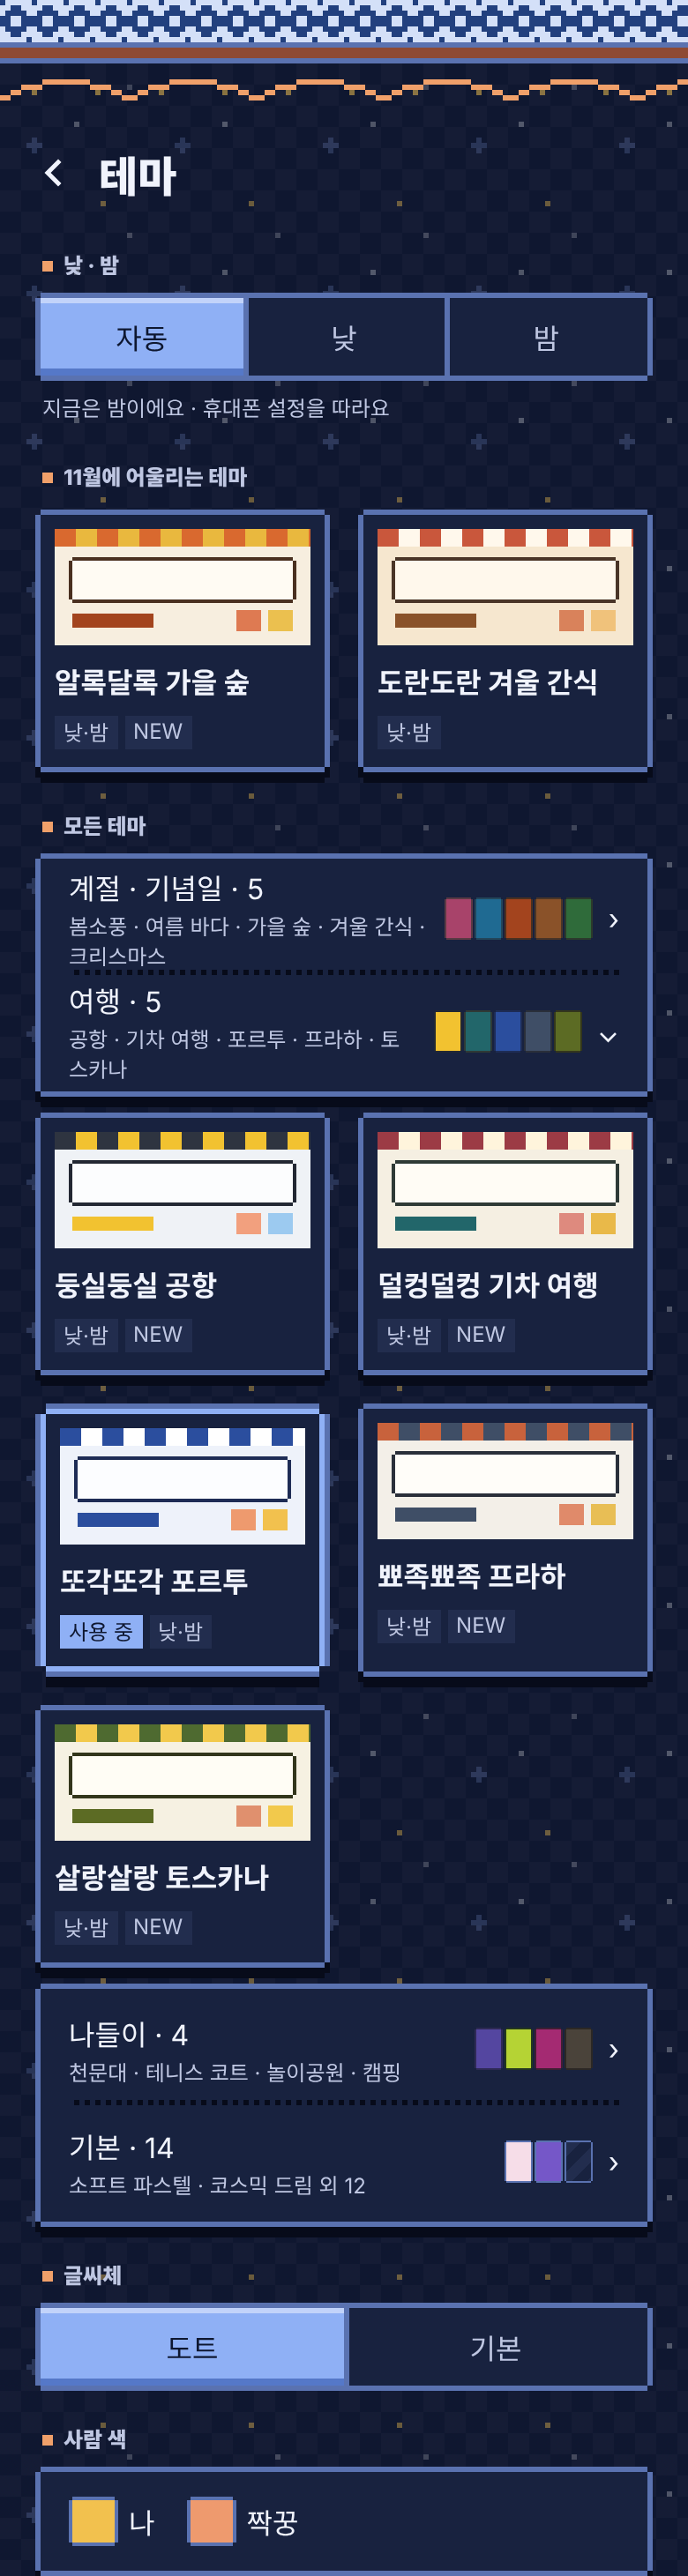 테마
낮 · 밤
자동
낮
밤
지금은 밤이에요 · 휴대폰 설정을 따라요
11월에 어울리는 테마
알록달록 가을 숲
낮·밤
NEW
도란도란 겨울 간식
낮·밤
모든 테마
계절 · 기념일 · 5
봄소풍 · 여름 바다 · 가을 숲 · 겨울 간식 ·
크리스마스
여행 · 5
공항 · 기차 여행 · 포르투 · 프라하 · 토
스카나
둥실둥실 공항
낮·밤
NEW
덜컹덜컹 기차 여행
낮·밤
NEW
또각또각 포르투
사용 중
낮·밤
뾰족뾰족 프라하
낮·밤
NEW
살랑살랑 토스카나
낮·밤
NEW
나들이 · 4
천문대 · 테니스 코트 · 놀이공원 · 캠핑
기본 · 14
소프트 파스텔 · 코스믹 드림 외 12
글씨체
도트
기본
사람 색
나
짝꿍